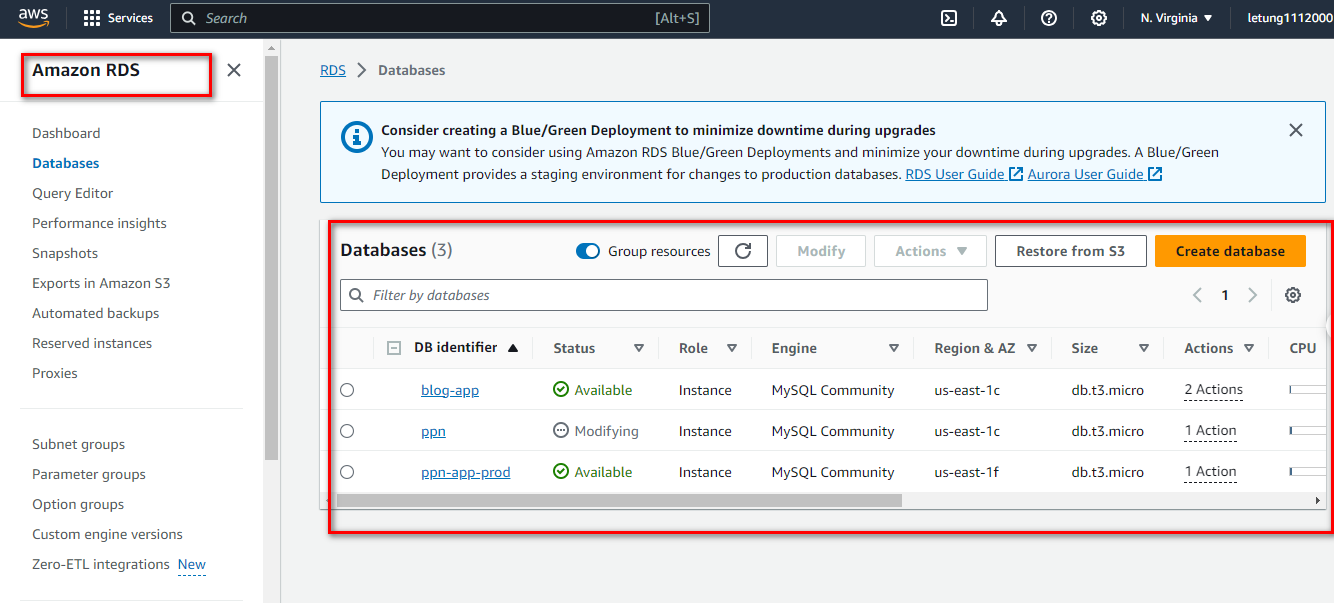 aws Services Search [Alt+S] N. Virginia letung1112000
Amazon RDS
Dashboard
Databases
Query Editor
Performance insights
Snapshots
Exports in Amazon S3
Automated backups
Reserved instances
Proxies
Subnet groups
Parameter groups
Option groups
Custom engine versions
Zero-ETL integrations New
RDS Databases
Consider creating a Blue/Green Deployment to minimize downtime during upgrades
You may want to consider using Amazon RDS Blue/Green Deployments and minimize your downtime during upgrades. A Blue/Green
Deployment provides a staging environment for changes to production databases. RDS User Guide Aurora User Guide
Databases (3) Group resources Modify Actions Restore from S3 Create database
Filter by databases 1
DB identifier Status Role Engine Region & AZ Size Actions CPU
blog-app Available Instance MySQL Community us-east-1c db.t3.micro 2 Actions
ppn Modifying Instance MySQL Community us-east-1c db.t3.micro 1 Action
ppn-app-prod Available Instance MySQL Community us-east-1f db.t3.micro 1 Action